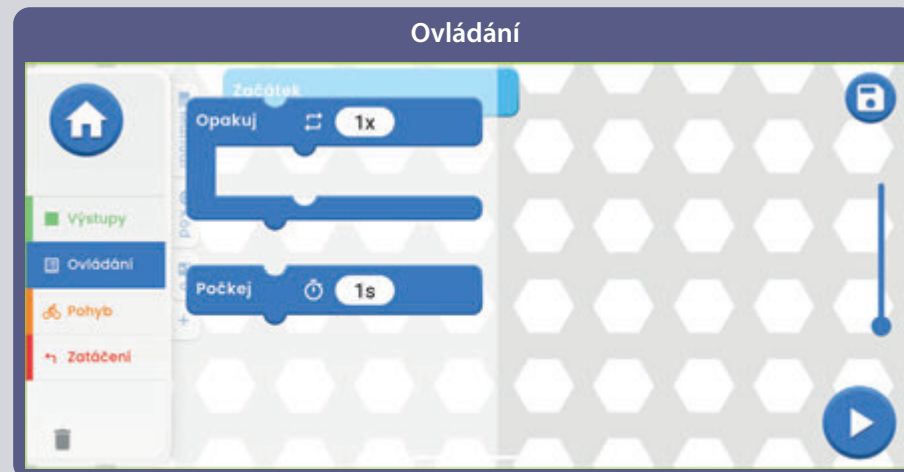 Ovládání
Začátek
Opakuj 1x
Výstupy
Ovládání
Počkej 1s
Pohyb
Zatáčení